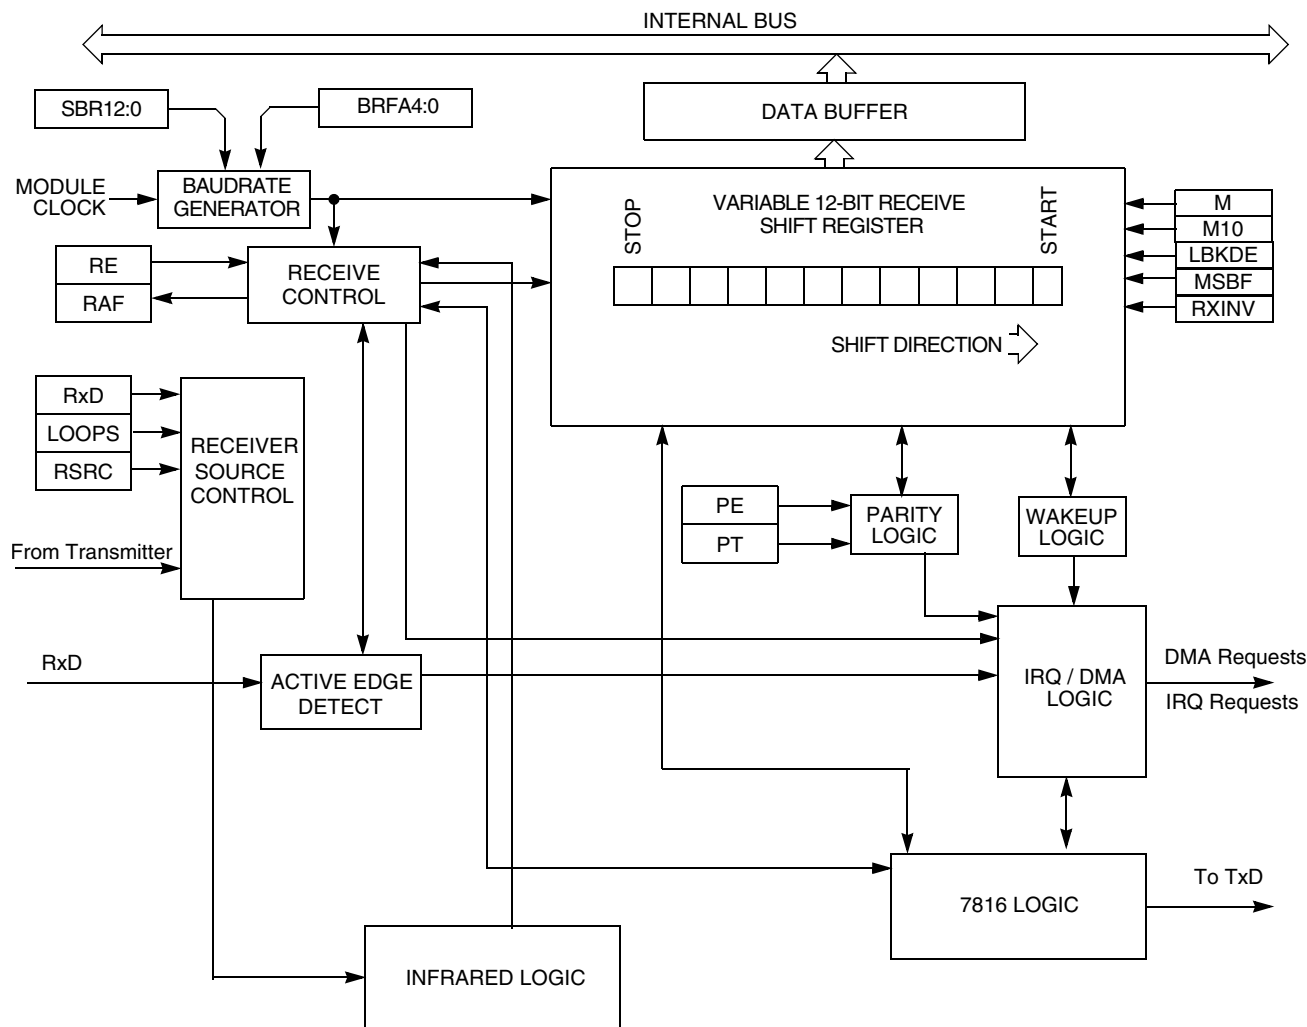 INTERNAL BUS
SBR12:0
BRFA4:0
DATA BUFFER
MODULE
CLOCK
BAUDRATE
GENERATOR
VARIABLE 12-BIT RECEIVE
SHIFT REGISTER
STOP
START
M
M10
LBKDE
MSBF
RXINV
RE
RAF
RECEIVE
CONTROL
SHIFT DIRECTION
RxD
LOOPS
RSRC
RECEIVER
SOURCE
CONTROL
From Transmitter
PE
PT
PARITY
LOGIC
WAKEUP
LOGIC
RxD
ACTIVE EDGE
DETECT
IRQ / DMA
LOGIC
DMA Requests
IRQ Requests
7816 LOGIC
To TxD
INFRARED LOGIC